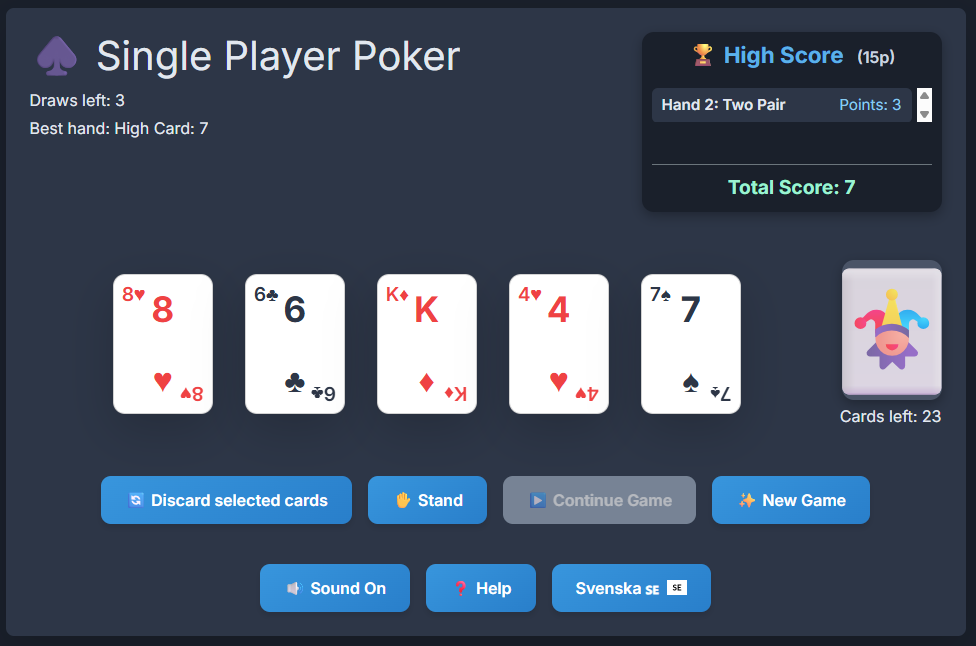 Single Player Poker
Draws left: 3
Best hand: High Card: 7
High Score (15p)
Hand 2: Two Pair Points: 3
Total Score: 7
8♥ 8 ♥ 8♥
6♣ 6 ♣ 6♣
K♦ K ♦ K♦
4♥ 4 ♥ 4♥
7♠ 7 ♠ 7♠
Cards left: 23
Discard selected cards
Stand
Continue Game
New Game
Sound On
Help
Svenska SE SE